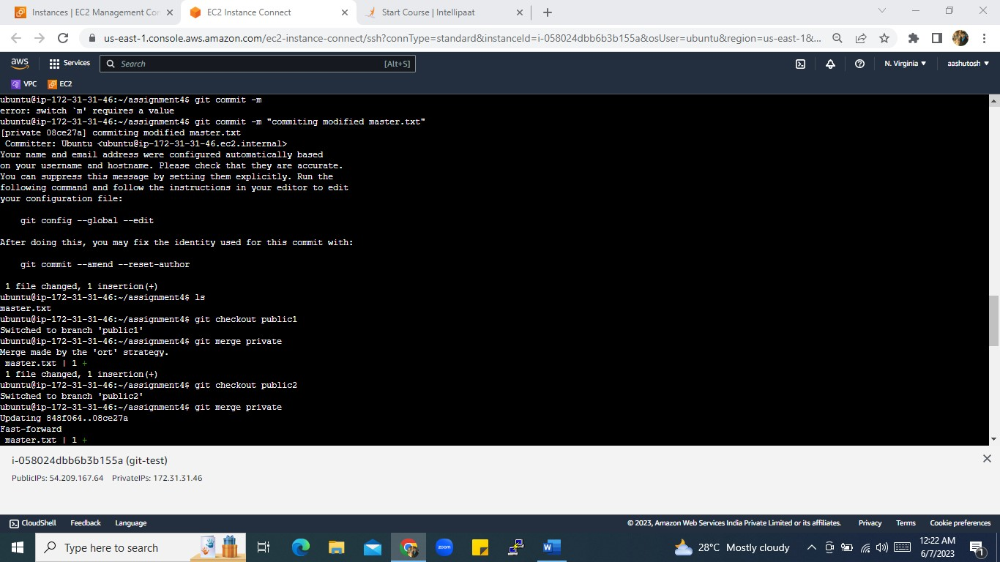 Instances | EC2 Management Con
EC2 Instance Connect
Start Course | Intellipaat
us-east-1.console.aws.amazon.com/ec2-instance-connect/ssh?connType=standard&instanceId=i-058024dbb6b3b155a&osUser=ubuntu&region=us-east-1&...
aws
Services
Search
[Alt+S]
N. Virginia
aashutosh
VPC
EC2
ubuntu@ip-172-31-31-46:~/assignment4$ git commit -m
error: switch `m' requires a value
ubuntu@ip-172-31-31-46:~/assignment4$ git commit -m "commiting modified master.txt"
[private 08ce27a] commiting modified master.txt
 Committer: Ubuntu <ubuntu@ip-172-31-31-46.ec2.internal>
Your name and email address were configured automatically based
on your username and hostname. Please check that they are accurate.
You can suppress this message by setting them explicitly. Run the
following command and follow the instructions in your editor to edit
your configuration file:
    git config --global --edit
After doing this, you may fix the identity used for this commit with:
    git commit --amend --reset-author
 1 file changed, 1 insertion(+)
ubuntu@ip-172-31-31-46:~/assignment4$ ls
master.txt
ubuntu@ip-172-31-31-46:~/assignment4$ git checkout public1
Switched to branch 'public1'
ubuntu@ip-172-31-31-46:~/assignment4$ git merge private
Merge made by the 'ort' strategy.
 master.txt | 1 +
 1 file changed, 1 insertion(+)
ubuntu@ip-172-31-31-46:~/assignment4$ git checkout public2
Switched to branch 'public2'
ubuntu@ip-172-31-31-46:~/assignment4$ git merge private
Updating 848f064..08ce27a
Fast-forward
 master.txt | 1 +
i-058024dbb6b3b155a (git-test)
PublicIPs: 54.209.167.64 PrivateIPs: 172.31.31.46
CloudShell
Feedback
Language
© 2023, Amazon Web Services India Private Limited or its affiliates.
Privacy
Terms
Cookie preferences
Type here to search
zoom
28°C Mostly cloudy
12:22 AM
6/7/2023
1